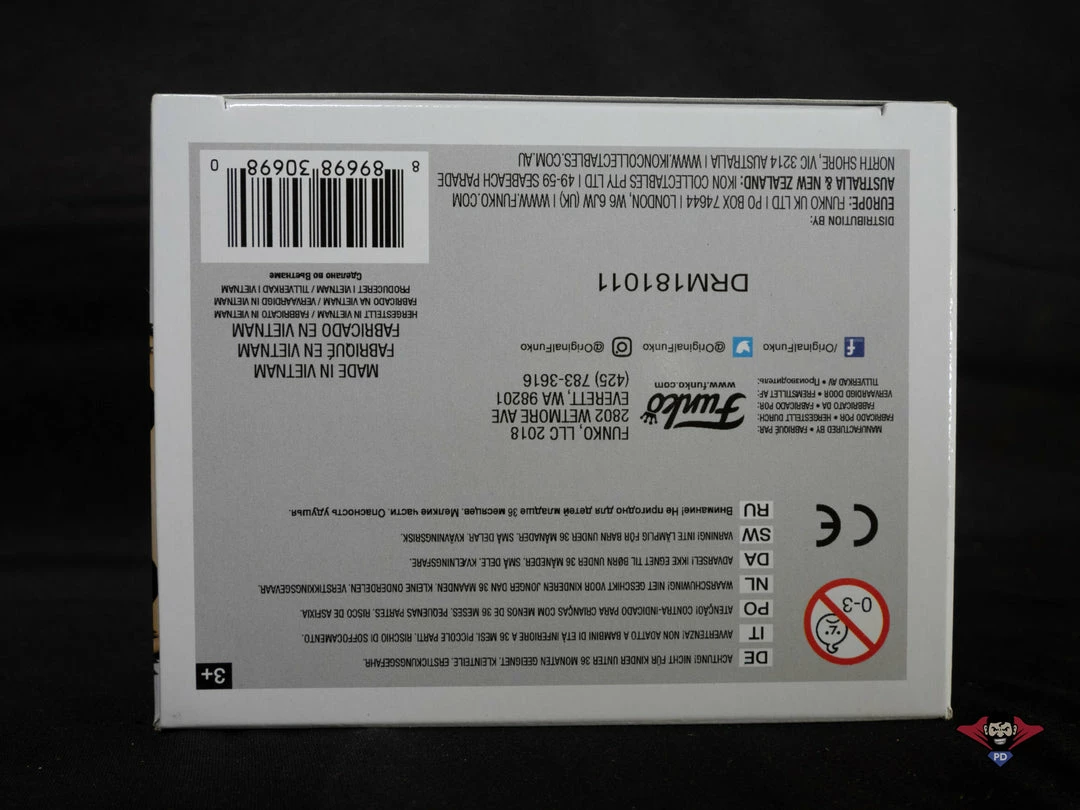 DE ACHTUNG! NICHT FÜR KINDER UNTER 36 MONATEN GEEIGNET. ERSTICKUNGSGEFAHR. KLEINTEILE.
IT AVVERTENZA! NON ADATTO A BAMBINI DI ETÀ INFERIORE A 36 MESI. PICCOLE PARTI. RISCHIO DI SOFFOCAMENTO.
PO ATENÇÃO! CONTRA-INDICADO PARA CRIANÇAS COM MENOS DE 36 MESES. PEQUENAS PARTES. RISCO DE ASFIXIA
NL WAARSCHUWING! NIET GESCHIKT VOOR KINDEREN JONGER DAN 36 MAANDEN. KLEINE ONDERDELEN. VERSTIKKINGSGEVAAR.
DA ADVARSEL! IKKE EGNET TIL BØRN UNDER 36 MÅNEDER. SMÅ DELE. KVÆLNINGSFARE.
SW VARNING! INTE LÄMPLIG FÖR BARN UNDER 36 MÅNADER. SMÅ DELAR. KVÄVNINGSRISK.
RU Внимание! Не пригодно для детей младше 36 месяцев. Мелкие части. Опасность удушья.
3+
0-3
CE
MANUFACTURED BY • FABRIQUÉ PAR:
FABRICADO POR • HERGESTELLT DURCH:
FABRICATO DA • FABRICADO POR:
VERVAARDIGD DOOR • FREMSTILLET AF:
TILLVERKAD AV • Производитель:
Funko
www.funko.com
FUNKO, LLC 2018
2802 WETMORE AVE
EVERETT, WA 98201
(425) 783-3616
MADE IN VIETNAM
FABRIQUÉ EN VIETNAM
FABRICADO EN VIETNAM
HERGESTELLT IN VIETNAM / FABBRICATO IN VIETNAM
FABRICADO NA VIETNAM / VERVAARDIGD IN VIETNAM
PRODUCERET I VIETNAM / TILLVERKAD I VIETNAM
Сделано во Вьетнаме
/OriginalFunko @OriginalFunko @OriginalFunko
DRM181011
DISTRIBUTION BY:
EUROPE: FUNKO UK LTD | PO BOX 74644 | LONDON, W6 6JW (UK) | WWW.FUNKO.COM
AUSTRALIA & NEW ZEALAND: IKON COLLECTABLES PTY LTD | 49-59 SEABEACH PARADE
NORTH SHORE, VIC 3214 AUSTRALIA | WWW.IKONCOLLECTABLES.COM.AU
8 89698 30698 0
PD